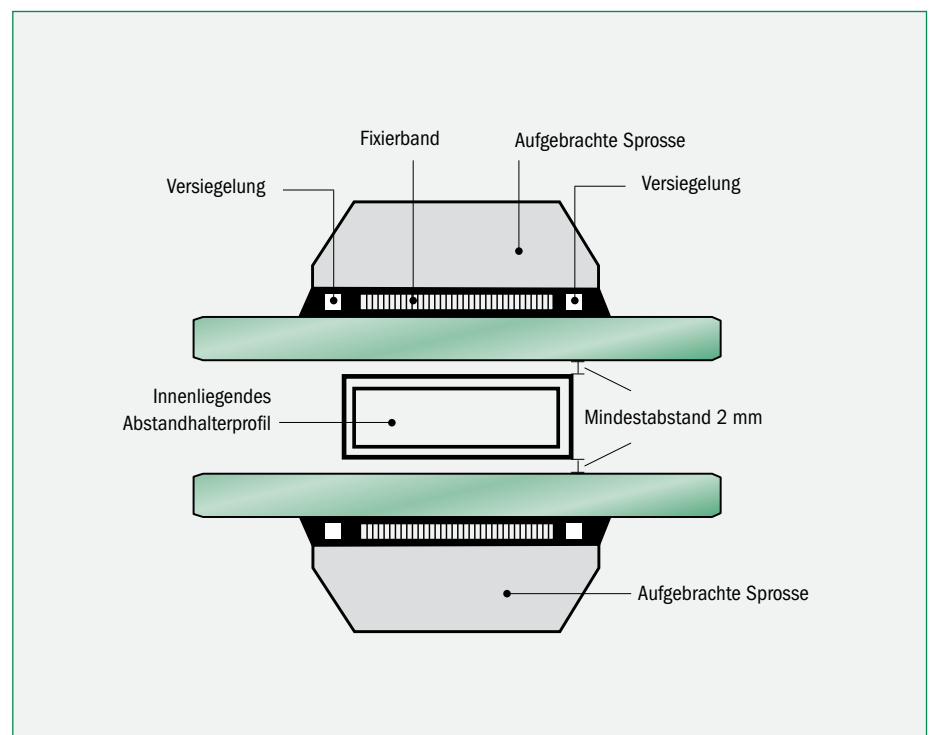 Fixierband
Aufgebrachte Sprosse
Versiegelung
Versiegelung
Innenliegendes
Abstandhalterprofil
Mindestabstand 2 mm
Aufgebrachte Sprosse